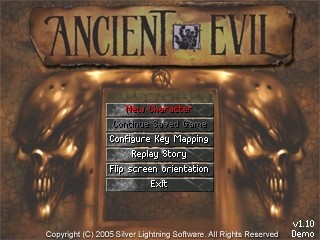 ANCIENT EVIL
New Character
Continue Saved Game
Configure Key Mapping
Replay Story
Flip screen orientation
Exit
v1.10
Demo
Copyright (C) 2005 Silver Lightning Software. All Rights Reserved